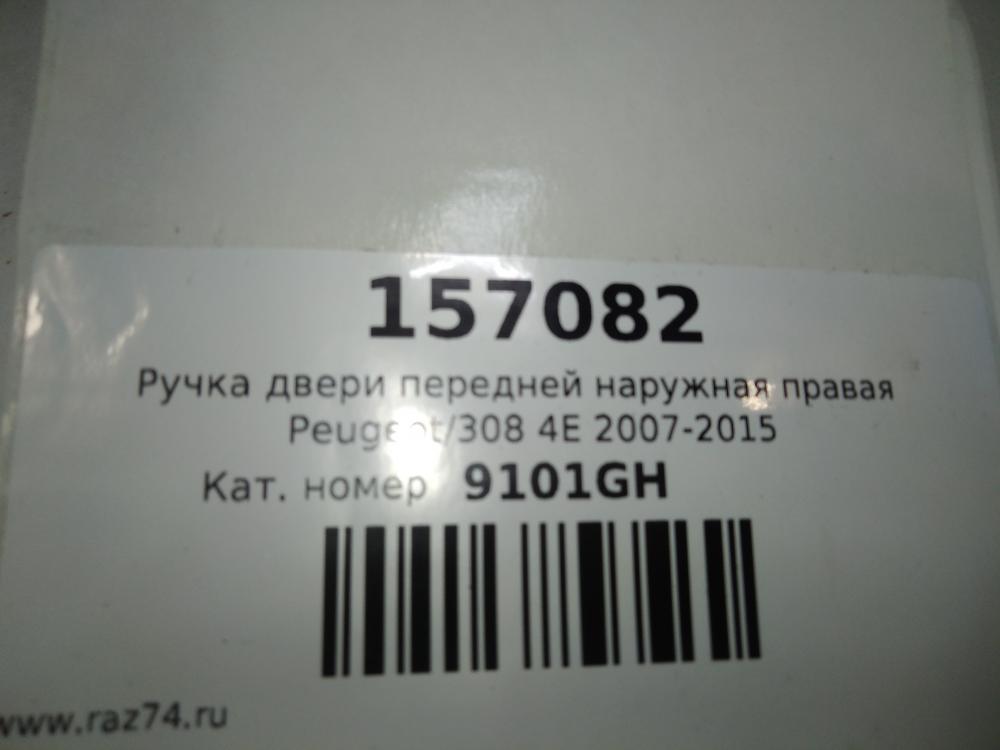 157082
Ручка двери передней наружная правая
Peugeot/308 4E 2007-2015
Кат. номер 9101GH
www.raz74.ru